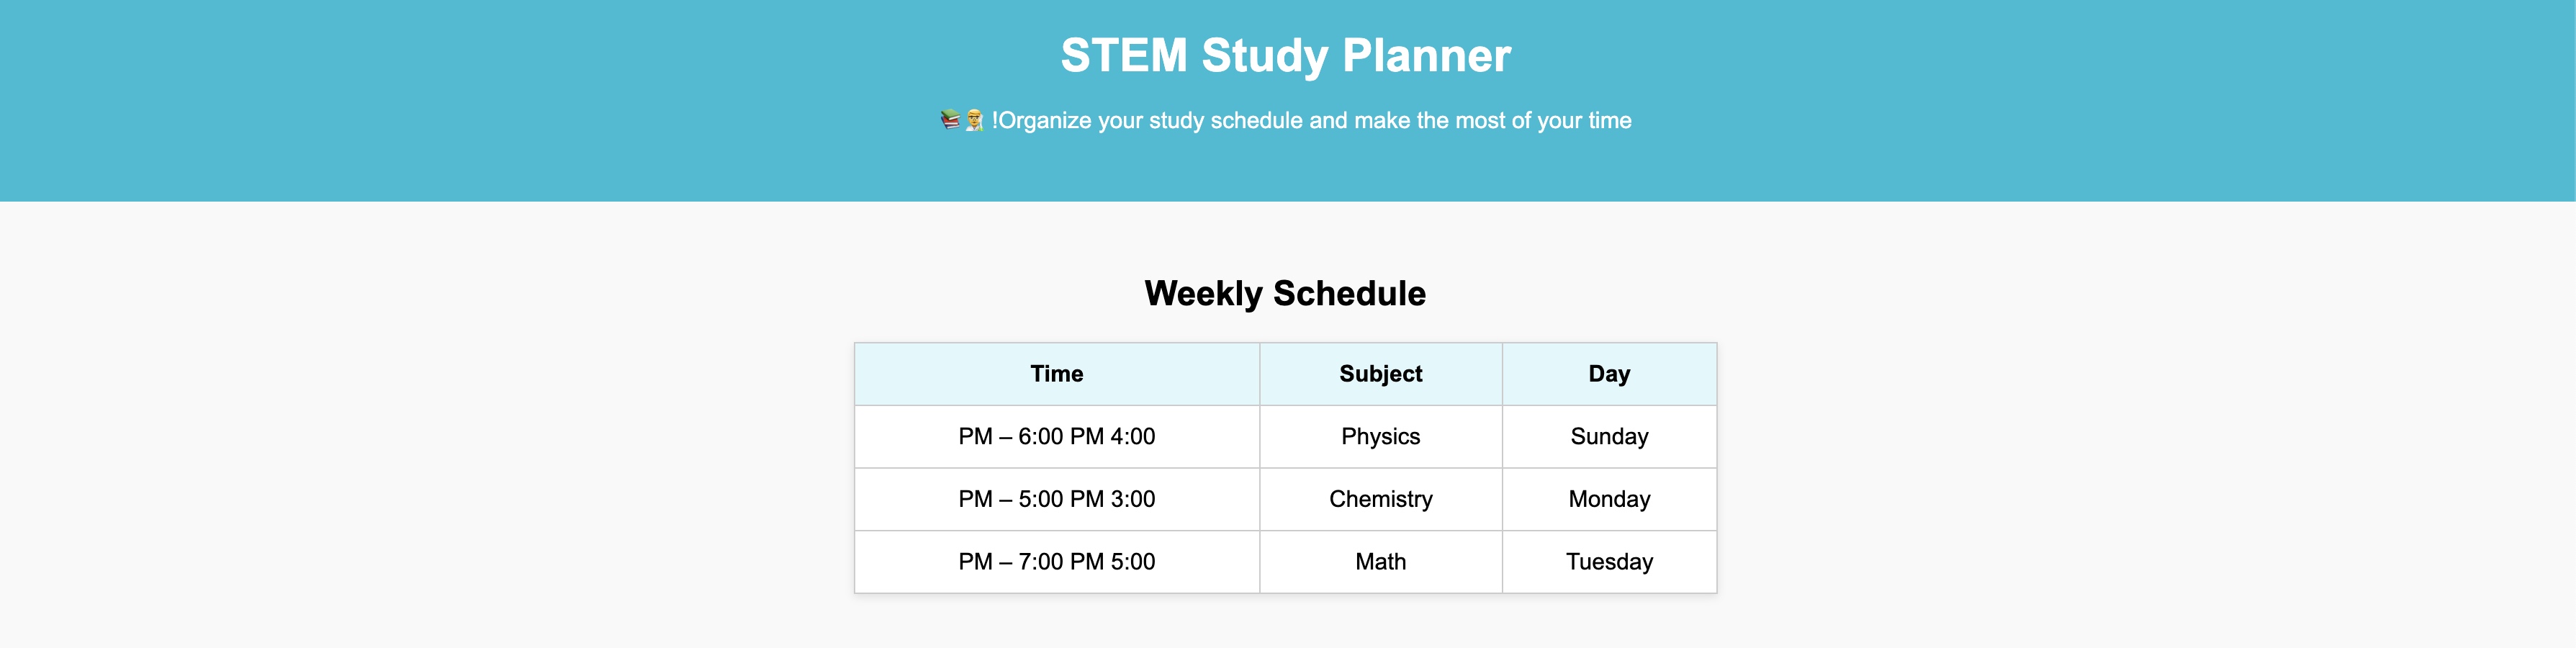 STEM Study Planner
📚👨‍🔬 !Organize your study schedule and make the most of your time
Weekly Schedule
Time Subject Day
PM – 6:00 PM 4:00 Physics Sunday
PM – 5:00 PM 3:00 Chemistry Monday
PM – 7:00 PM 5:00 Math Tuesday